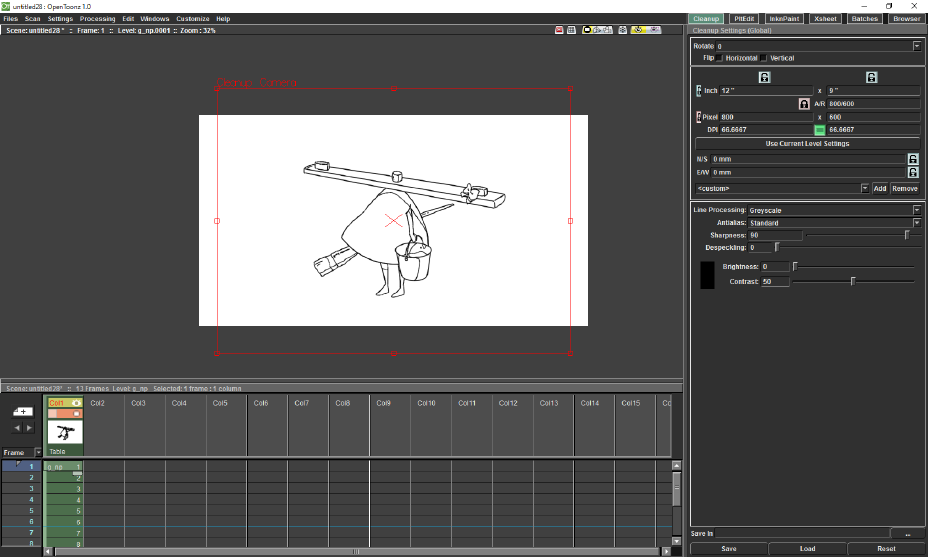 untitled28* : OpenToonz 1.0
Files Scan Settings Processing Edit Windows Customize Help
Cleanup PltEdit InknPaint Xsheet Batches Browser
Scene: untitled28 * :: Frame: 1 :: Level: g_np.0001 :: Zoom : 32%
Cleanup Settings (Global)
Rotate 0
Flip Horizontal Vertical
Inch 12 " x 9 "
A/R 800/600
Pixel 800 x 600
DPI 66.6667 66.6667
Use Current Level Settings
N/S 0 mm
E/W 0 mm
<custom> Add Remove
Line Processing: Greyscale
Antialias: Standard
Sharpness: 90
Despeckling: 0
Brightness: 0
Contrast: 50
Scene: untitled28* :: 13 Frames Level: g_np Selected: 1 frame : 1 column
Col1 Col2 Col3 Col4 Col5 Col6 Col7 Col8 Col9 Col10 Col11 Col12 Col13 Col14 Col15 Co
Table
Frame
1 g_np 1
2 2
3 3
4 4
5 5
6 6
7 7
8 8
Save In ...
Save Load Reset